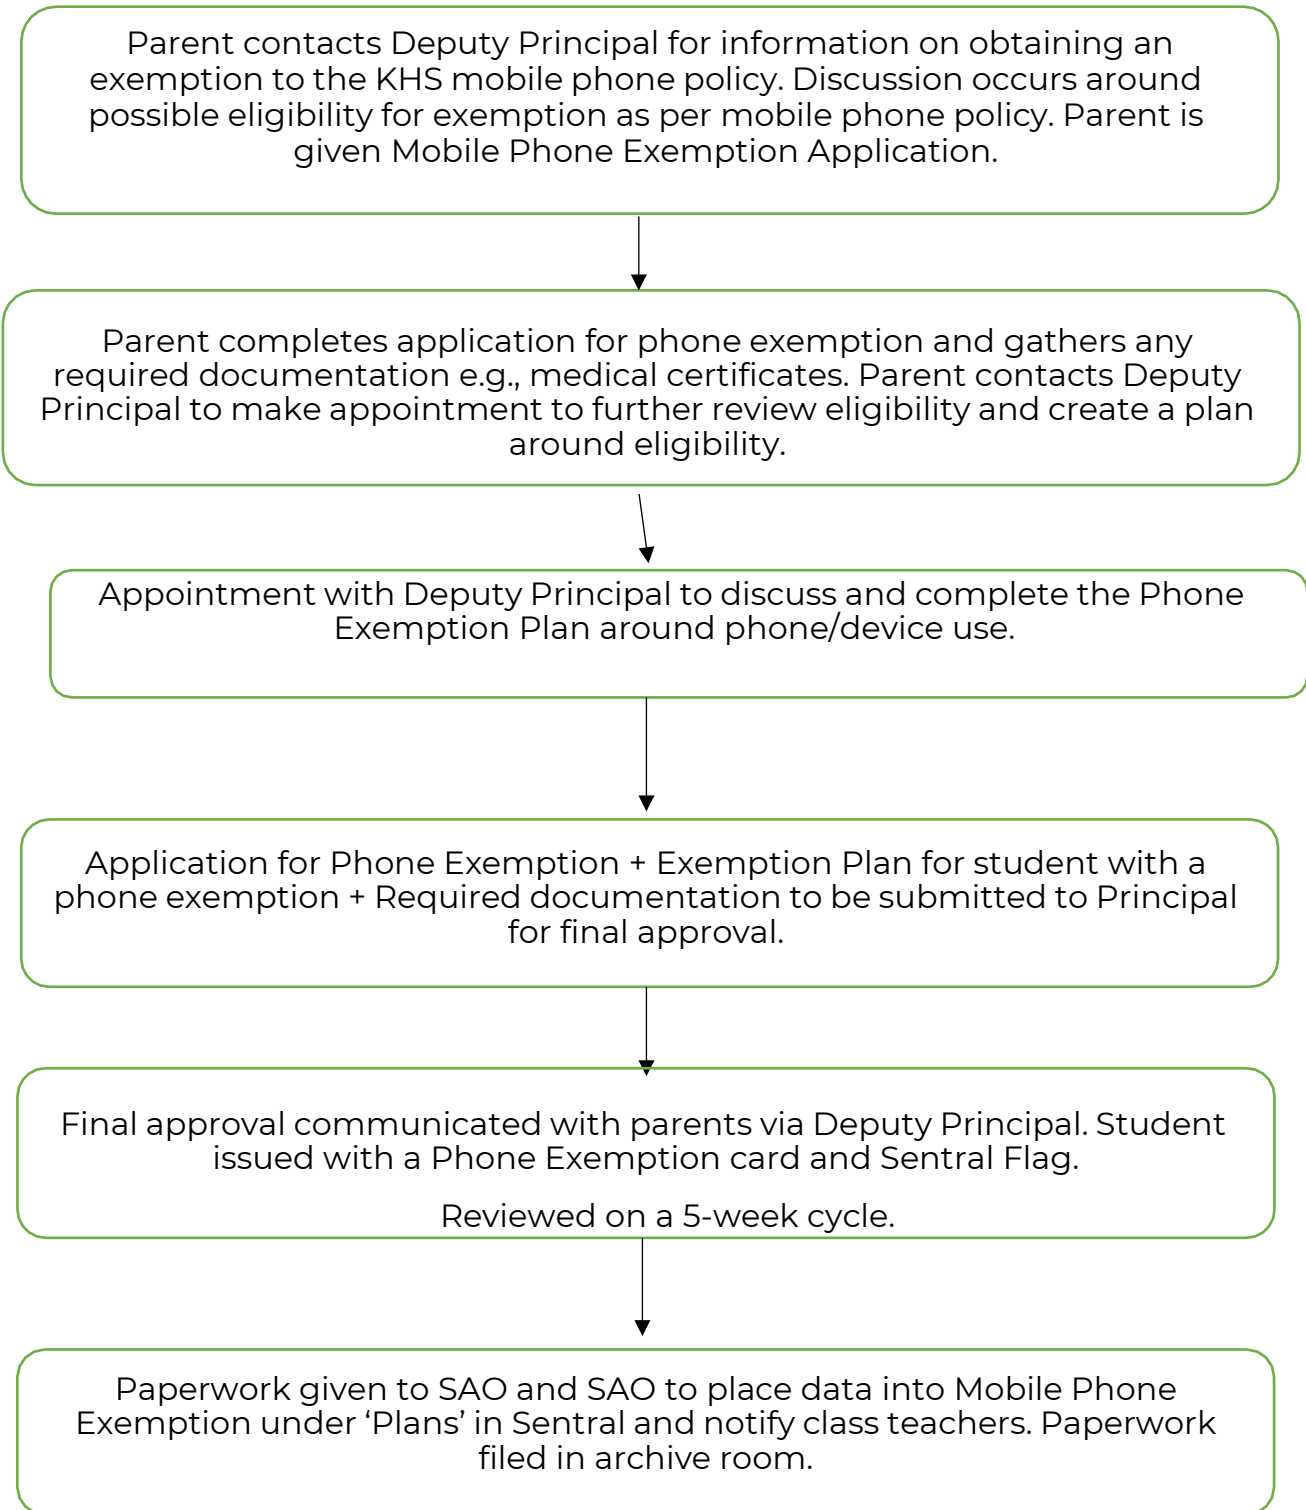 Parent contacts Deputy Principal for information on obtaining an
exemption to the KHS mobile phone policy. Discussion occurs around
possible eligibility for exemption as per mobile phone policy. Parent is
given Mobile Phone Exemption Application.
Parent completes application for phone exemption and gathers any
required documentation e.g., medical certificates. Parent contacts Deputy
Principal to make appointment to further review eligibility and create a plan
around eligibility.
Appointment with Deputy Principal to discuss and complete the Phone
Exemption Plan around phone/device use.
Application for Phone Exemption + Exemption Plan for student with a
phone exemption + Required documentation to be submitted to Principal
for final approval.
Final approval communicated with parents via Deputy Principal. Student
issued with a Phone Exemption card and Sentral Flag.
Reviewed on a 5-week cycle.
Paperwork given to SAO and SAO to place data into Mobile Phone
Exemption under ‘Plans’ in Sentral and notify class teachers. Paperwork
filed in archive room.